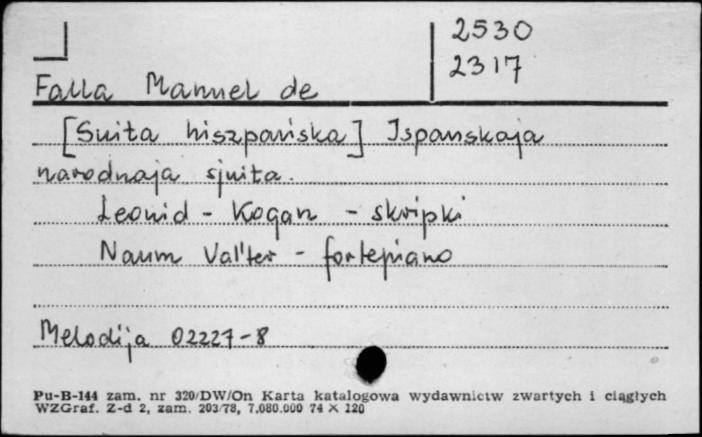 2530
2317
Falla Manuel de
[Suita hiszpańska] Ispanskaja
narodnaja sjuita.
Leonid - Kogan - skripki
Naum Val'ter - fortepiano
Melodija 02227-8
Pu-B-144 zam. nr 320/DW/On Karta katalogowa wydawnictw zwartych i ciągłych
WZGraf. Z-d 2, zam. 203/78, 7.080.000 74 × 120